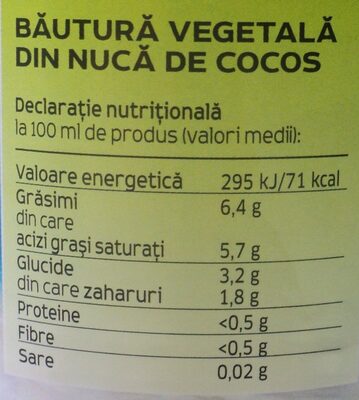 BĂUTURĂ VEGETALĂ
DIN NUCĂ DE COCOS
Declarație nutrițională
la 100 ml de produs (valori medii):
Valoare energetică 295 kJ/71 kcal
Grăsimi 6,4 g
din care
acizi grași saturați 5,7 g
Glucide 3,2 g
din care zaharuri 1,8 g
Proteine <0,5 g
Fibre <0,5 g
Sare 0,02 g